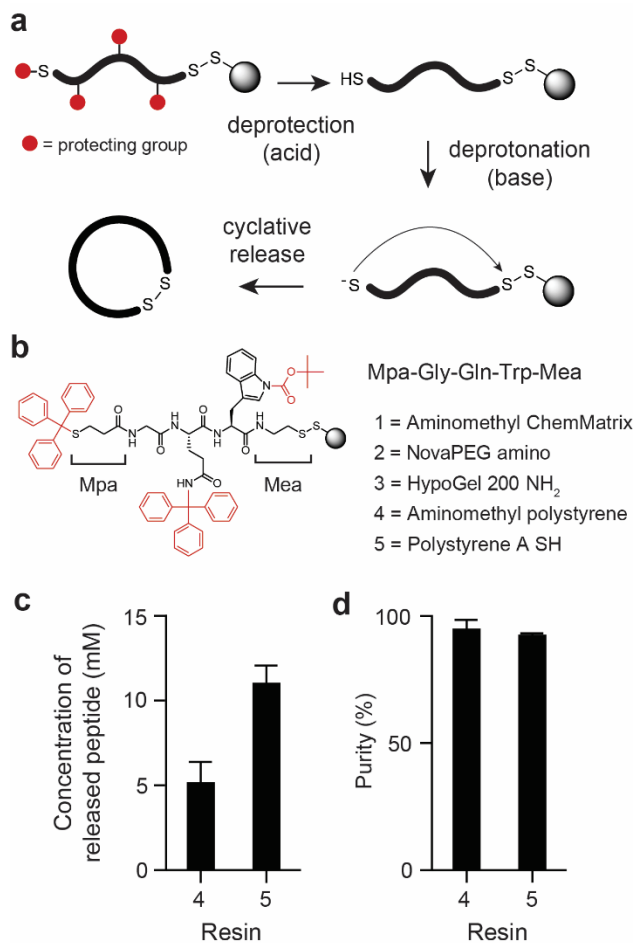 a
S
S
S
HS
S
S
deprotection
(acid)
deprotonation
(base)
= protecting group
cyclative
release
S
S
-S
S
S
b
Mpa-Gly-Gln-Trp-Mea
1 = Aminomethyl ChemMatrix
2 = NovaPEG amino
3 = HypoGel 200 NH2
4 = Aminomethyl polystyrene
5 = Polystyrene A SH
N
O
O
S
O
N
H
O
H
N
O
N
H
O
H
N
S
S
Mpa
Mea
O
NH
c
Concentration of
released peptide (mM)
15
10
5
0
4
5
Resin
d
Purity (%)
100
50
0
4
5
Resin